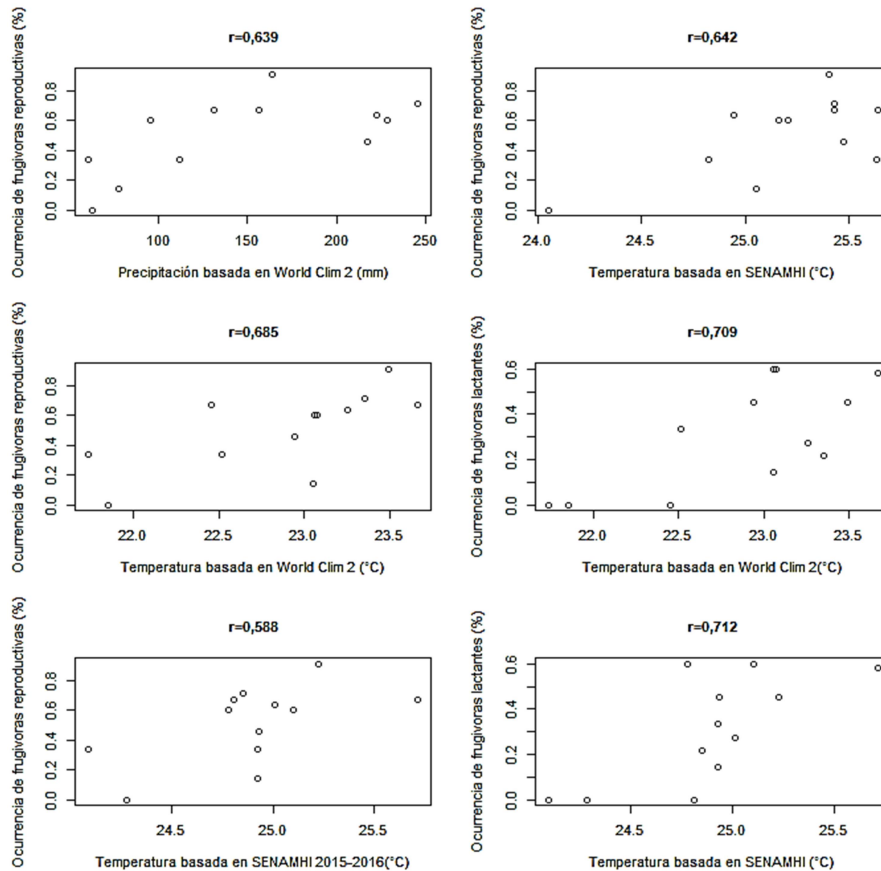 r=0,639
Ocurrencia de frugivoras reproductivas (%)
0.0 0.2 0.4 0.6 0.8
100 150 200 250
Precipitación basada en World Clim 2 (mm)
r=0,642
Ocurrencia de frugivoras reproductivas (%)
0.0 0.2 0.4 0.6 0.8
24.0 24.5 25.0 25.5
Temperatura basada en SENAMHI (°C)
r=0,685
Ocurrencia de frugivoras reproductivas (%)
0.0 0.2 0.4 0.6 0.8
22.0 22.5 23.0 23.5
Temperatura basada en World Clim 2 (°C)
r=0,709
Ocurrencia de frugivoras lactantes (%)
0.0 0.2 0.4 0.6
22.0 22.5 23.0 23.5
Temperatura basada en World Clim 2(°C)
r=0,588
Ocurrencia de frugivoras reproductivas (%)
0.0 0.2 0.4 0.6 0.8
24.5 25.0 25.5
Temperatura basada en SENAMHI 2015-2016(°C)
r=0,712
Ocurrencia de frugivoras lactantes (%)
0.0 0.2 0.4 0.6
24.5 25.0 25.5
Temperatura basada en SENAMHI (°C)